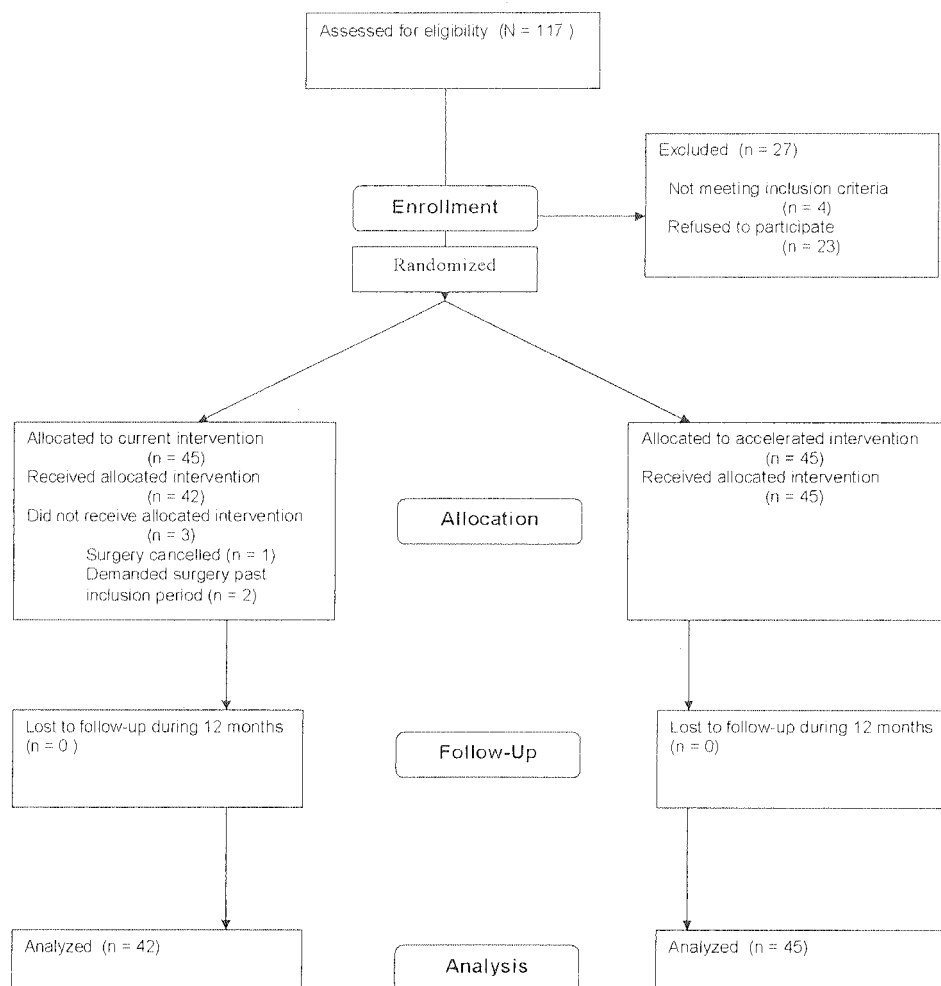 Assessed for eligibility (N = 117 )
Excluded (n = 27)
Not meeting inclusion criteria
(n = 4)
Refused to participate
(n = 23)
Enrollment
Randomized
Allocated to current intervention
(n = 45)
Received allocated intervention
(n = 42)
Did not receive allocated intervention
(n = 3)
Surgery cancelled (n = 1)
Demanded surgery past
inclusion period (n = 2)
Allocation
Allocated to accelerated intervention
(n = 45)
Received allocated intervention
(n = 45)
Lost to follow-up during 12 months
(n = 0 )
Follow-Up
Lost to follow-up during 12 months
(n = 0)
Analyzed (n = 42)
Analysis
Analyzed (n = 45)